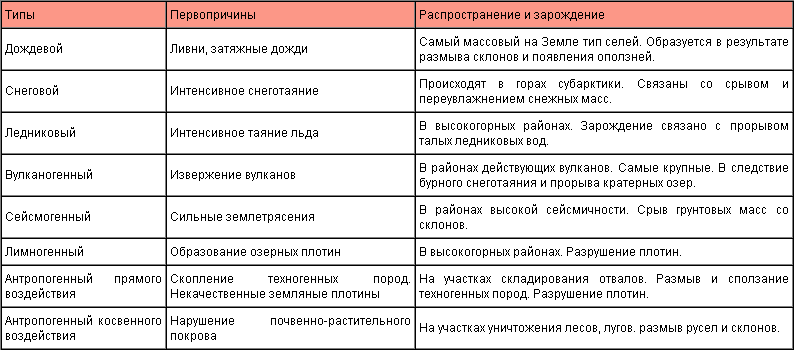 Типы Первопричины Распространение и зарождение
Дождевой Ливни, затяжные дожди Самый массовый на Земле тип селей. Образуется в результате
размыва склонов и появления оползней.
Снеговой Интенсивное снеготаяние Происходят в горах субарктики. Связаны со срывом и
переувлажнением снежных масс.
Ледниковый Интенсивное таяние льда В высокогорных районах. Зарождение связано с прорывом
талых ледниковых вод.
Вулканогенный Извержение вулканов В районах действующих вулканов. Самые крупные. В следствие
бурного снеготаяния и прорыва кратерных озер.
Сейсмогенный Сильные землетрясения В районах высокой сейсмичности. Срыв грунтовых масс со
склонов.
Лимногенный Образование озерных плотин В высокогорных районах. Разрушение плотин.
Антропогенный прямого
воздействия
Скопление техногенных пород.
Некачественные земляные плотины
На участках складирования отвалов. Размыв и сползание
техногенных пород. Разрушение плотин.
Антропогенный косвенного
воздействия
Нарушение почвенно-растительного
покрова
На участках уничтожения лесов, лугов. размыв русел и склонов.